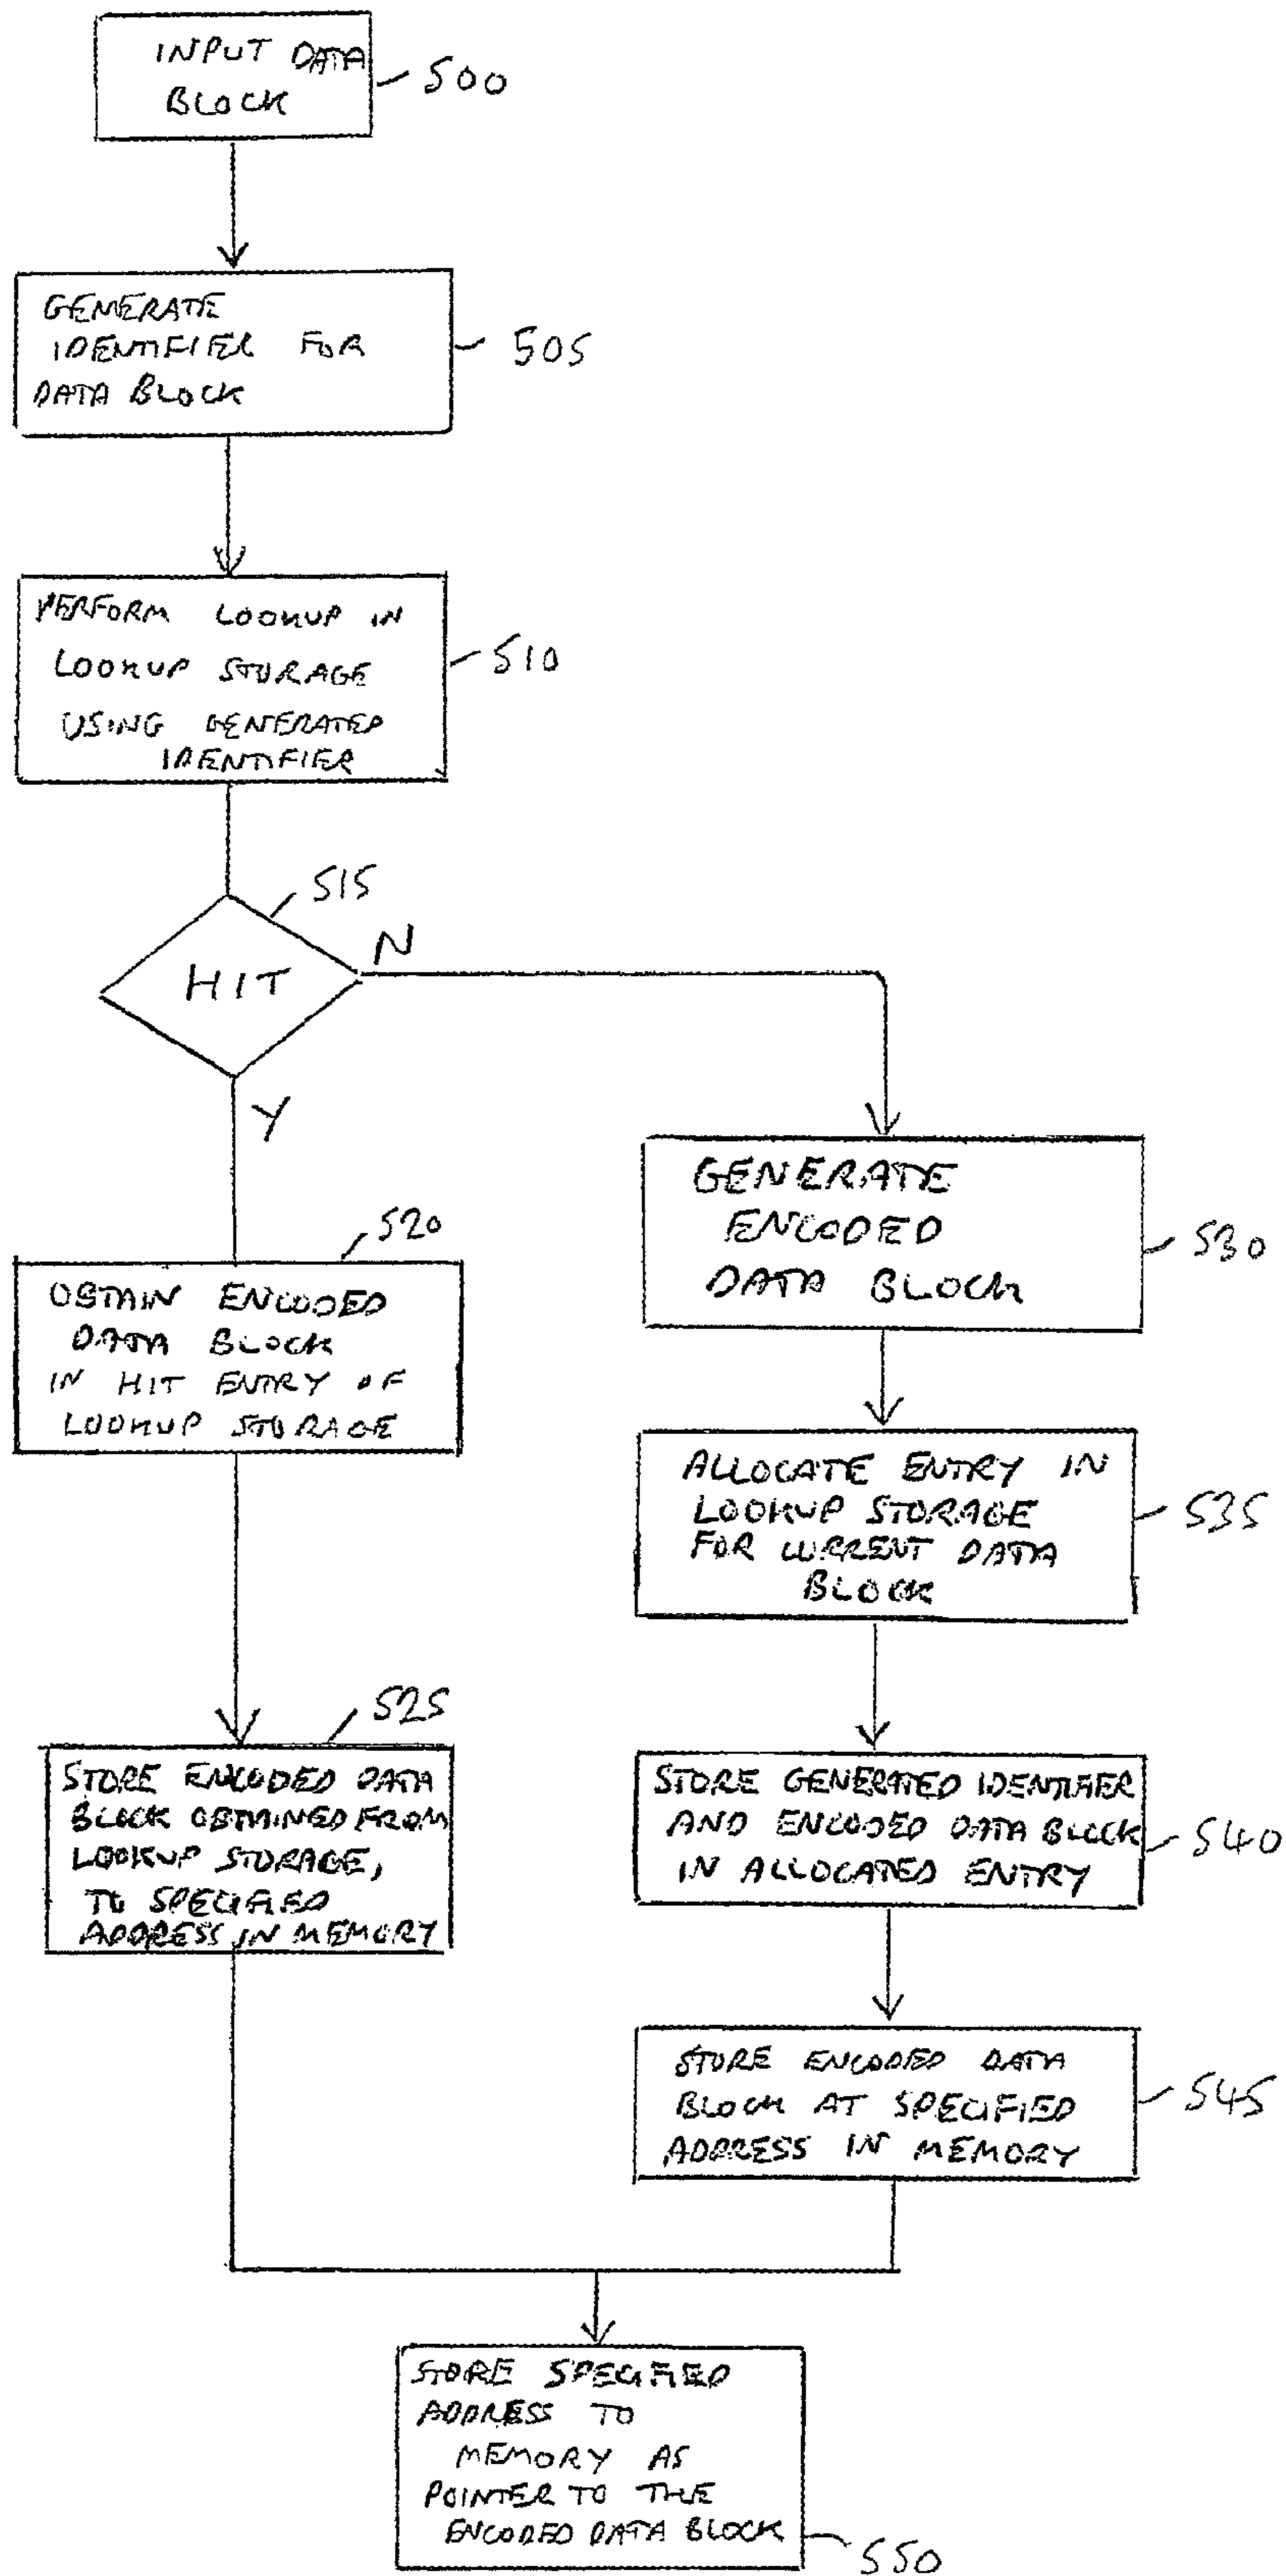 INPUT DATA
BLOCK
500
GENERATE
IDENTIFIER FOR
DATA BLOCK
505
PERFORM LOOKUP IN
LOOKUP STORAGE
USING GENERATED
IDENTIFIER
510
515
HIT
N
Y
520
OBTAIN ENCODED
DATA BLOCK
IN HIT ENTRY OF
LOOKUP STORAGE
525
STORE ENCODED DATA
BLOCK OBTAINED FROM
LOOKUP STORAGE,
TO SPECIFIED
ADDRESS IN MEMORY
GENERATE
ENCODED
DATA BLOCK
530
ALLOCATE ENTRY IN
LOOKUP STORAGE
FOR CURRENT DATA
BLOCK
535
STORE GENERATED IDENTIFIER
AND ENCODED DATA BLOCK
IN ALLOCATED ENTRY
540
STORE ENCODED DATA
BLOCK AT SPECIFIED
ADDRESS IN MEMORY
545
STORE SPECIFIED
ADDRESS TO
MEMORY AS
POINTER TO THE
ENCODED DATA BLOCK
550